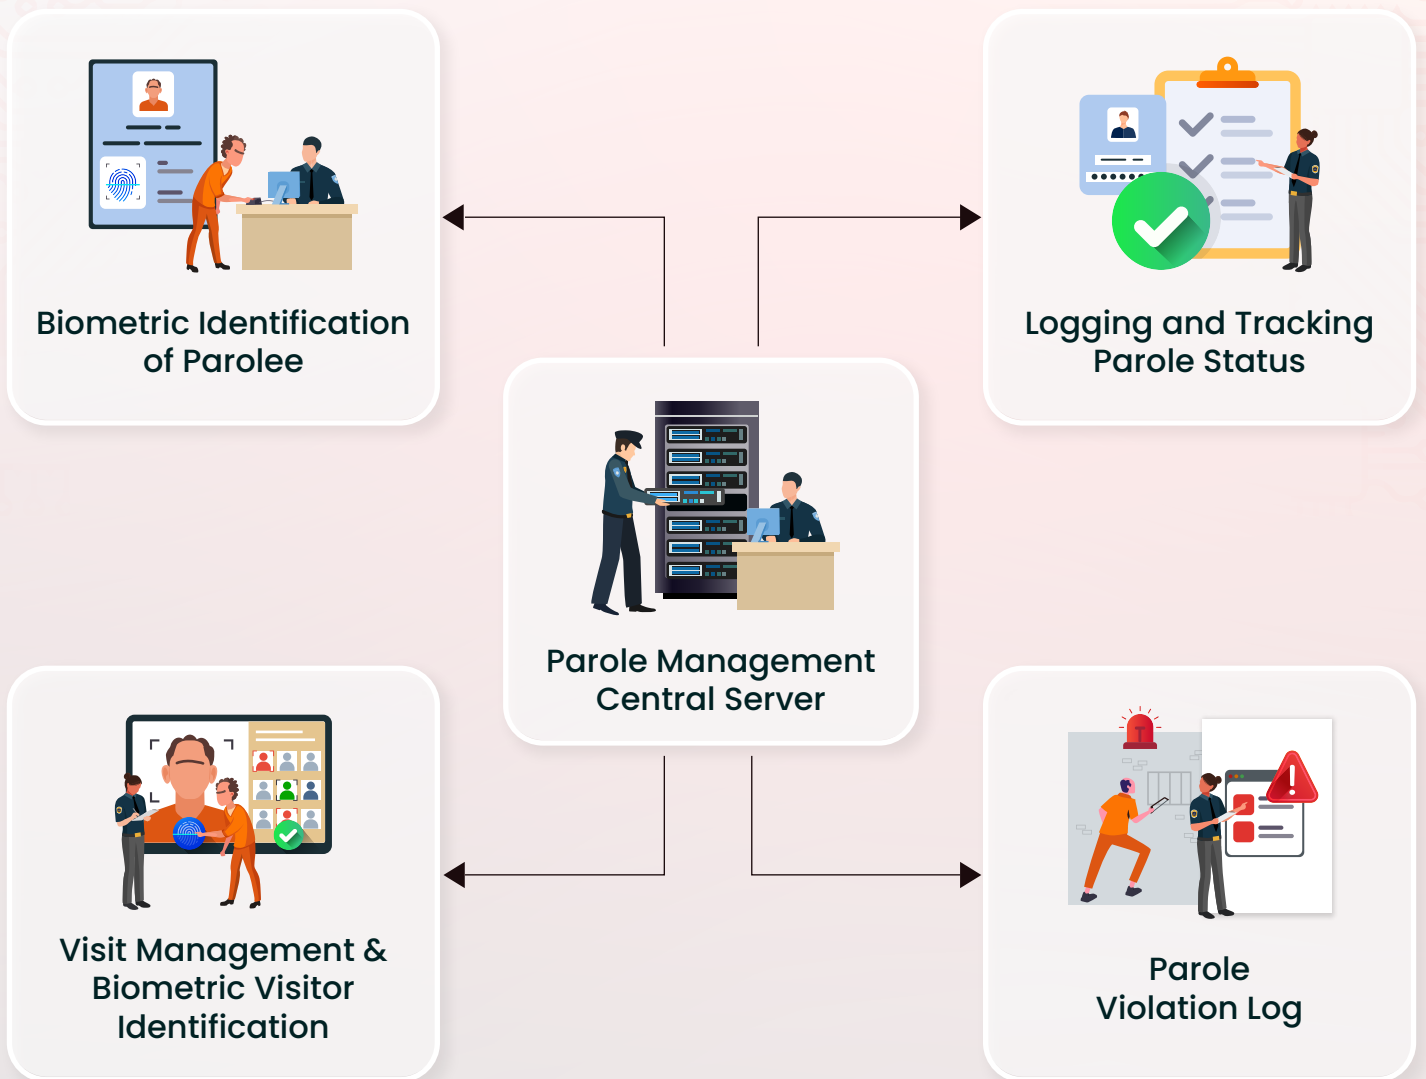 Biometric Identification
of Parolee
Logging and Tracking
Parole Status
Parole Management
Central Server
Visit Management &
Biometric Visitor
Identification
Parole
Violation Log